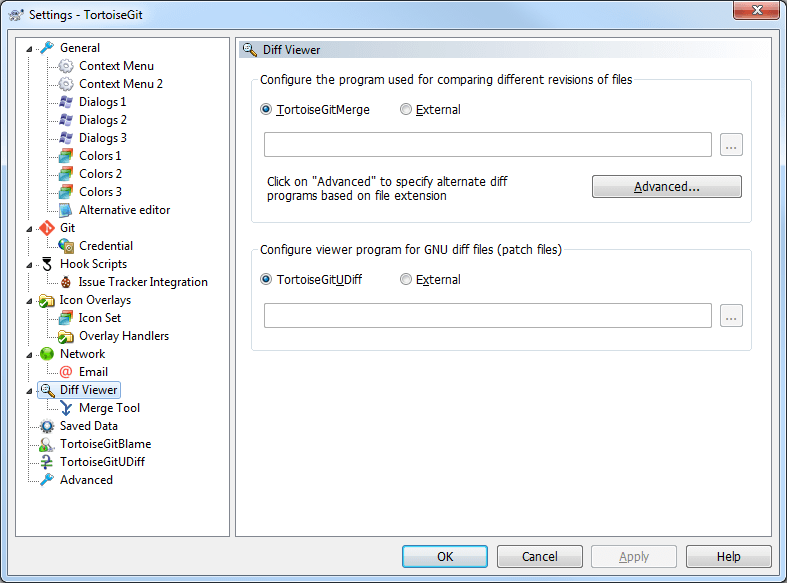 Settings - TortoiseGit
General
Context Menu
Context Menu 2
Dialogs 1
Dialogs 2
Dialogs 3
Colors 1
Colors 2
Colors 3
Alternative editor
Git
Credential
Hook Scripts
Issue Tracker Integration
Icon Overlays
Icon Set
Overlay Handlers
Network
Email
Diff Viewer
Merge Tool
Saved Data
TortoiseGitBlame
TortoiseGitUDiff
Advanced
Diff Viewer
Configure the program used for comparing different revisions of files
TortoiseGitMerge External
...
Click on "Advanced" to specify alternate diff
programs based on file extension
Advanced...
Configure viewer program for GNU diff files (patch files)
TortoiseGitUDiff External
...
OK Cancel Apply Help